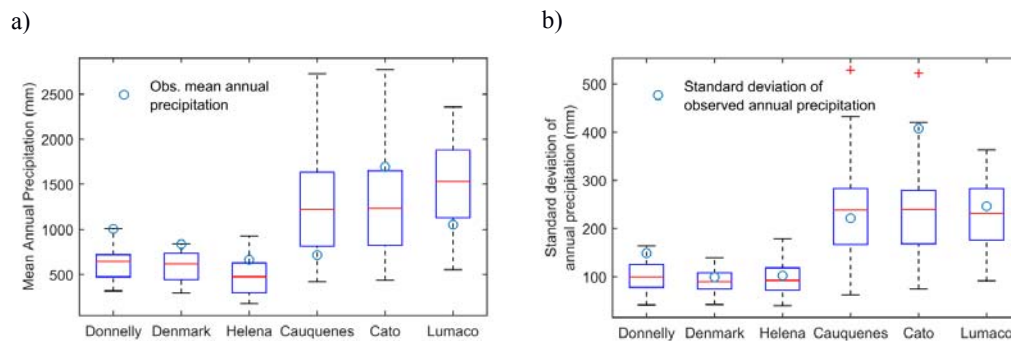 a)
Mean Annual Precipitation (mm)
2500
2000
1500
1000
500
Obs. mean annual
precipitation
Donnelly Denmark Helena Cauquenes Cato Lumaco
b)
Standard deviation of
annual precipitation (mm)
500
400
300
200
100
Standard deviation of
observed annual precipitation
Donnelly Denmark Helena Cauquenes Cato Lumaco